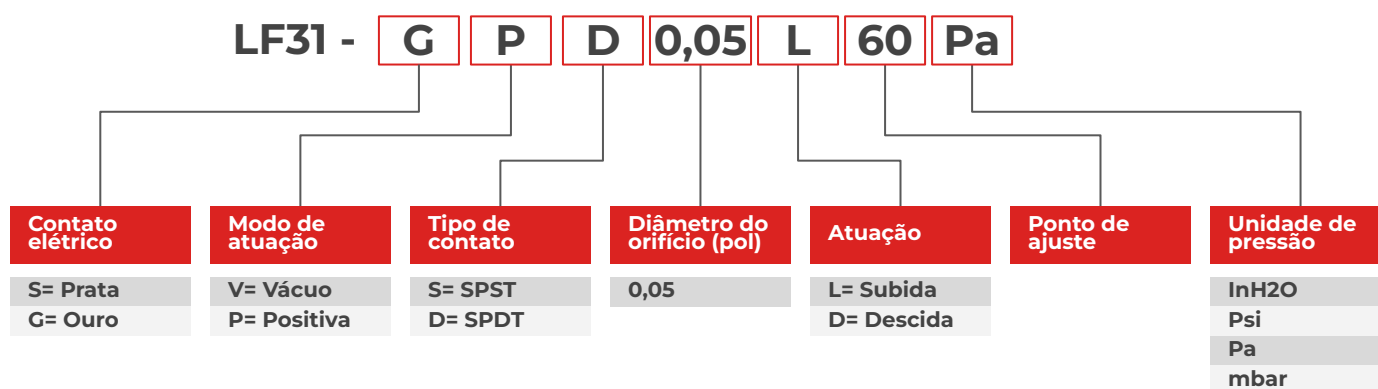 LF31 - G P D 0,05 L 60 Pa
Contato
elétrico
Modo de
atuação
Tipo de
contato
Diâmetro do
orifício (pol)
Atuação
Ponto de
ajuste
Unidade de
pressão
S= Prata
G= Ouro
V= Vácuo
P= Positiva
S= SPST
D= SPDT
0,05
L= Subida
D= Descida
InH2O
Psi
Pa
mbar